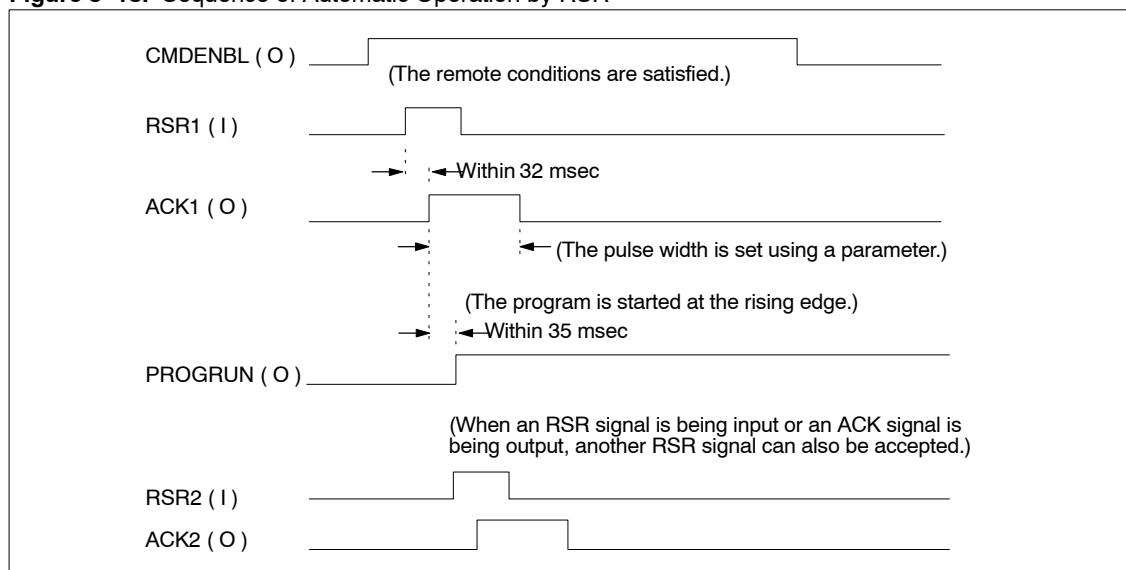 Figure 3–13. Sequence of Automatic Operation by RSR
CMDENBL ( O )
(The remote conditions are satisfied.)
RSR1 ( I )
Within 32 msec
ACK1 ( O )
(The pulse width is set using a parameter.)
(The program is started at the rising edge.)
Within 35 msec
PROGRUN ( O )
(When an RSR signal is being input or an ACK signal is
being output, another RSR signal can also be accepted.)
RSR2 ( I )
ACK2 ( O )